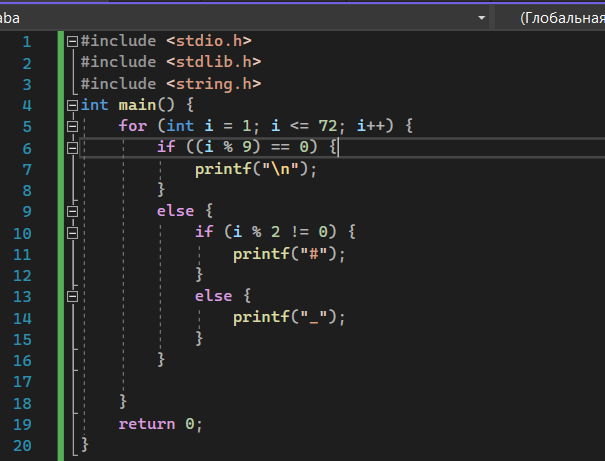 aba (Глобальная
1 #include <stdio.h>
2 #include <stdlib.h>
3 #include <string.h>
4 int main() {
5 for (int i = 1; i <= 72; i++) {
6 if ((i % 9) == 0) {
7 printf("\n");
8 }
9 else {
10 if (i % 2 != 0) {
11 printf("#");
12 }
13 else {
14 printf("_");
15 }
16 }
17
18 }
19 return 0;
20 }